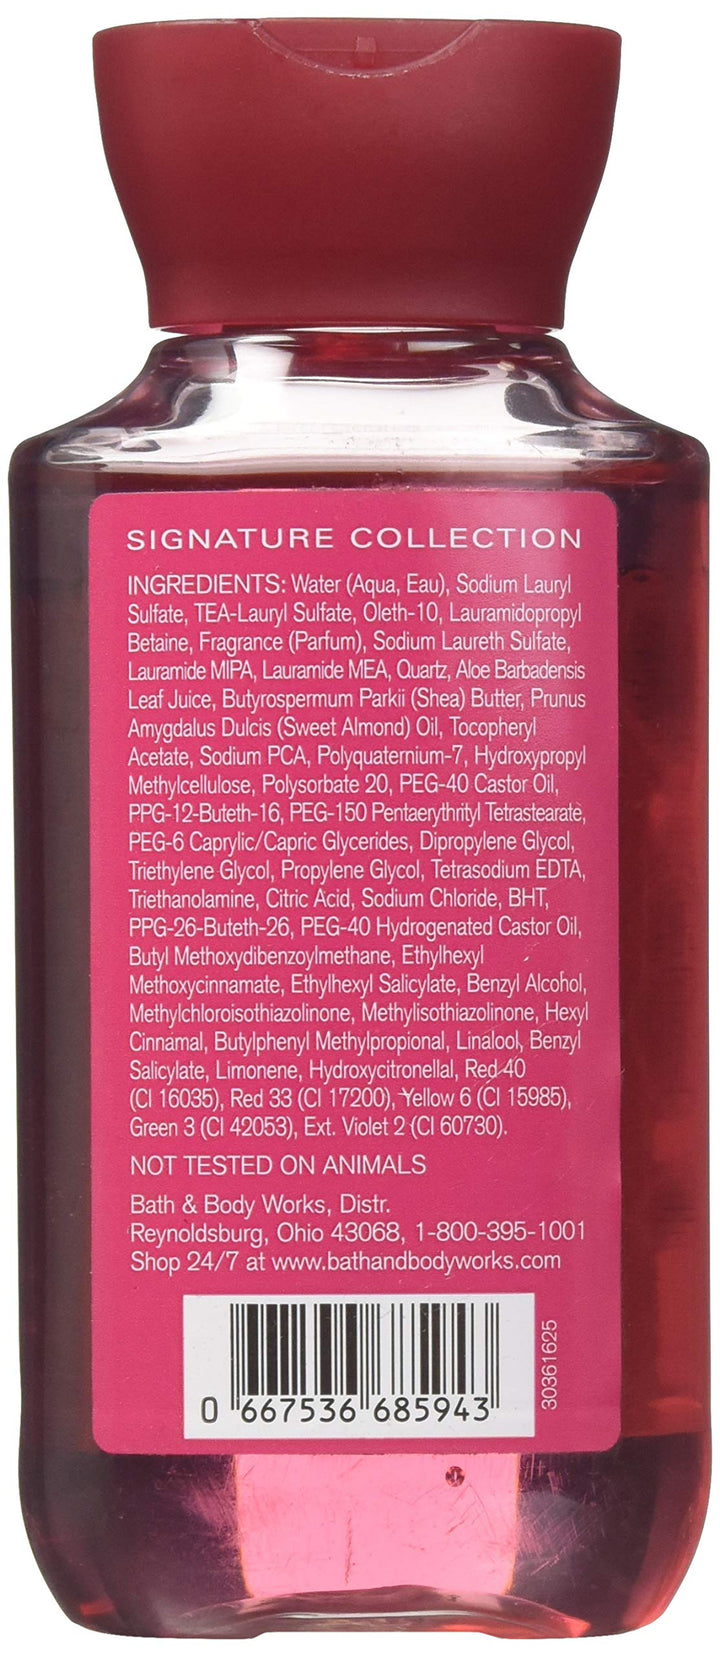 SIGNATURE COLLECTION
INGREDIENTS: Water (Aqua, Eau), Sodium Lauryl
Sulfate, TEA-Lauryl Sulfate, Oleth-10, Lauramidopropyl
Betaine, Fragrance (Parfum), Sodium Laureth Sulfate,
Lauramide MIPA, Lauramide MEA, Quartz, Aloe Barbadensis
Leaf Juice, Butyrospermum Parkii (Shea) Butter, Prunus
Amygdalus Dulcis (Sweet Almond) Oil, Tocopheryl
Acetate, Sodium PCA, Polyquaternium-7, Hydroxypropyl
Methylcellulose, Polysorbate 20, PEG-40 Castor Oil,
PPG-12-Buteth-16, PEG-150 Pentaerythrityl Tetrastearate,
PEG-6 Caprylic/Capric Glycerides, Dipropylene Glycol,
Triethylene Glycol, Propylene Glycol, Tetrasodium EDTA,
Triethanolamine, Citric Acid, Sodium Chloride, BHT,
PPG-26-Buteth-26, PEG-40 Hydrogenated Castor Oil,
Butyl Methoxydibenzoylmethane, Ethylhexyl
Methoxycinnamate, Ethylhexyl Salicylate, Benzyl Alcohol,
Methylchloroisothiazolinone, Methylisothiazolinone, Hexyl
Cinnamal, Butylphenyl Methylpropional, Linalool, Benzyl
Salicylate, Limonene, Hydroxycitronellal, Red 40
(CI 16035), Red 33 (CI 17200), Yellow 6 (CI 15985),
Green 3 (CI 42053), Ext. Violet 2 (CI 60730).
NOT TESTED ON ANIMALS
Bath & Body Works, Distr.
Reynoldsburg, Ohio 43068, 1-800-395-1001
Shop 24/7 at www.bathandbodyworks.com
0 667536 685943
30361625